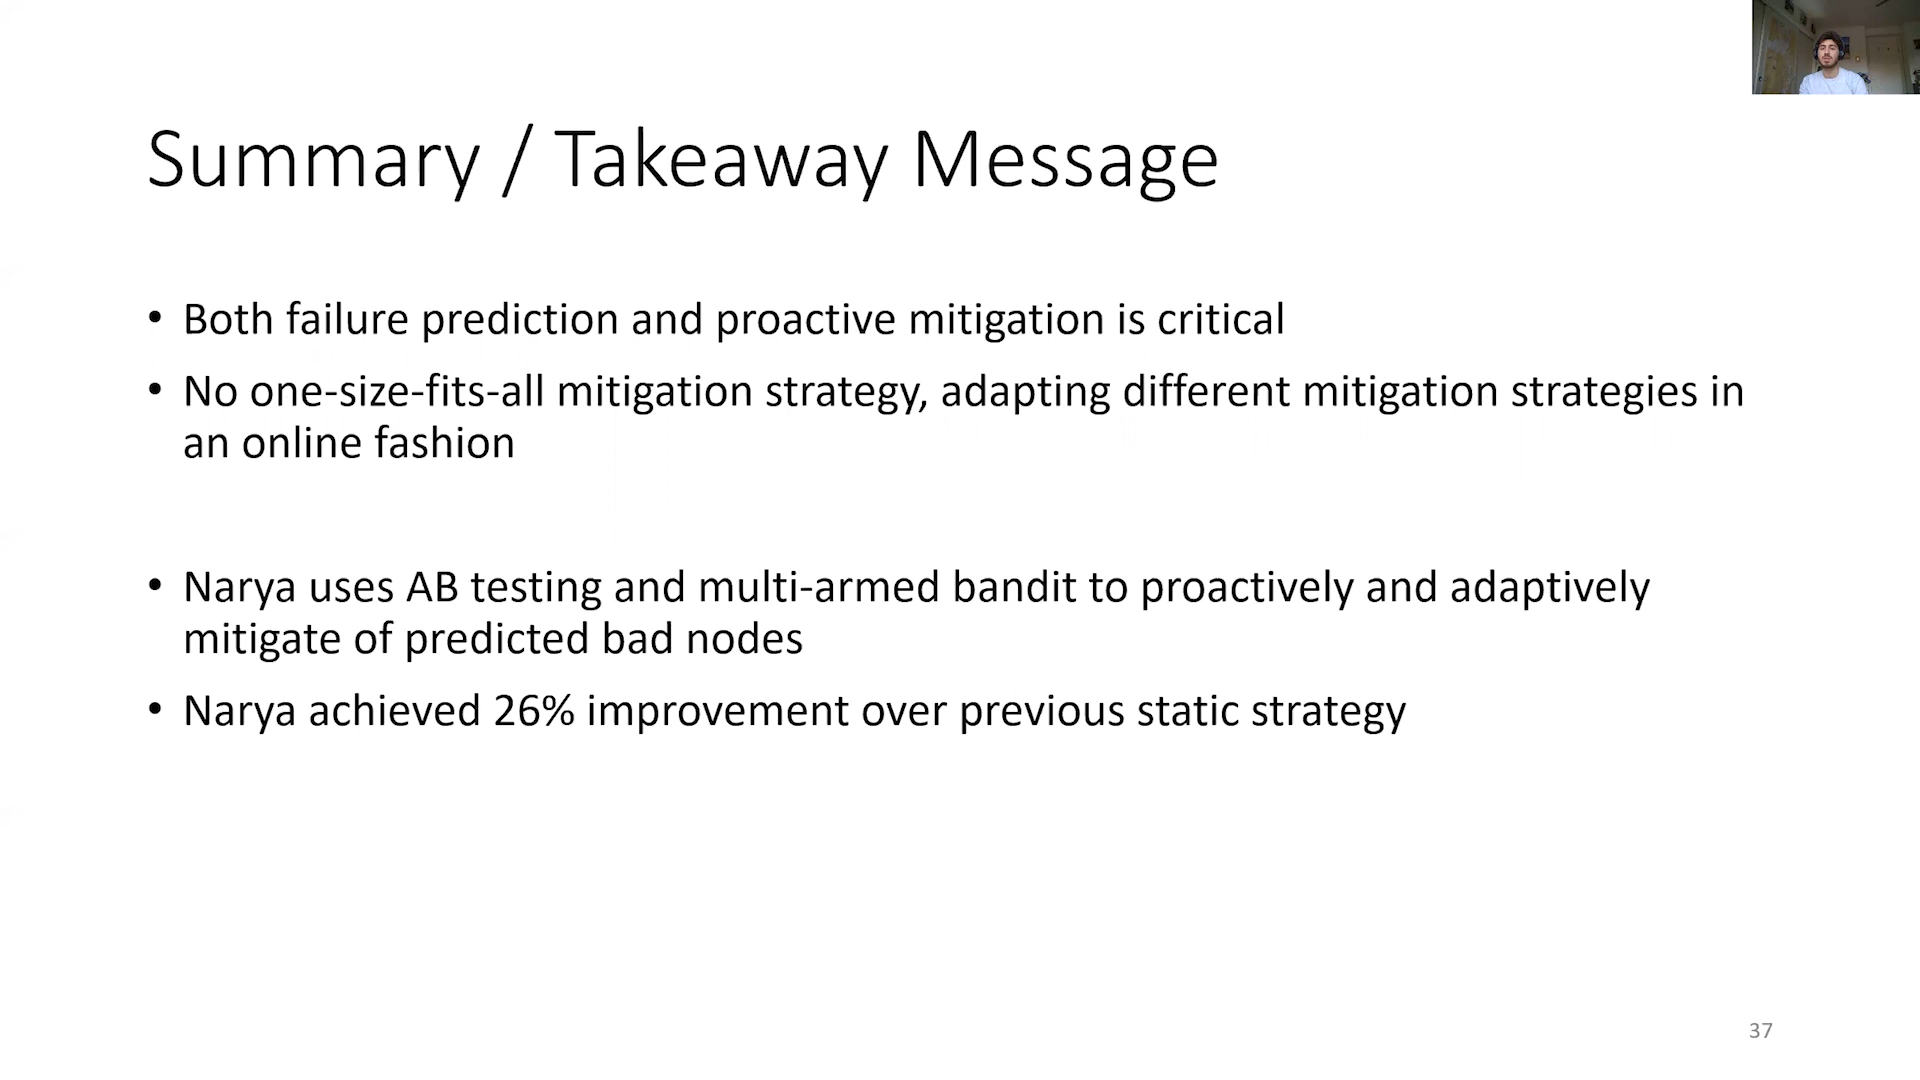 Summary / Takeaway Message
• Both failure prediction and proactive mitigation is critical
• No one-size-fits-all mitigation strategy, adapting different mitigation strategies in
an online fashion
• Narya uses AB testing and multi-armed bandit to proactively and adaptively
mitigate of predicted bad nodes
• Narya achieved 26% improvement over previous static strategy
37